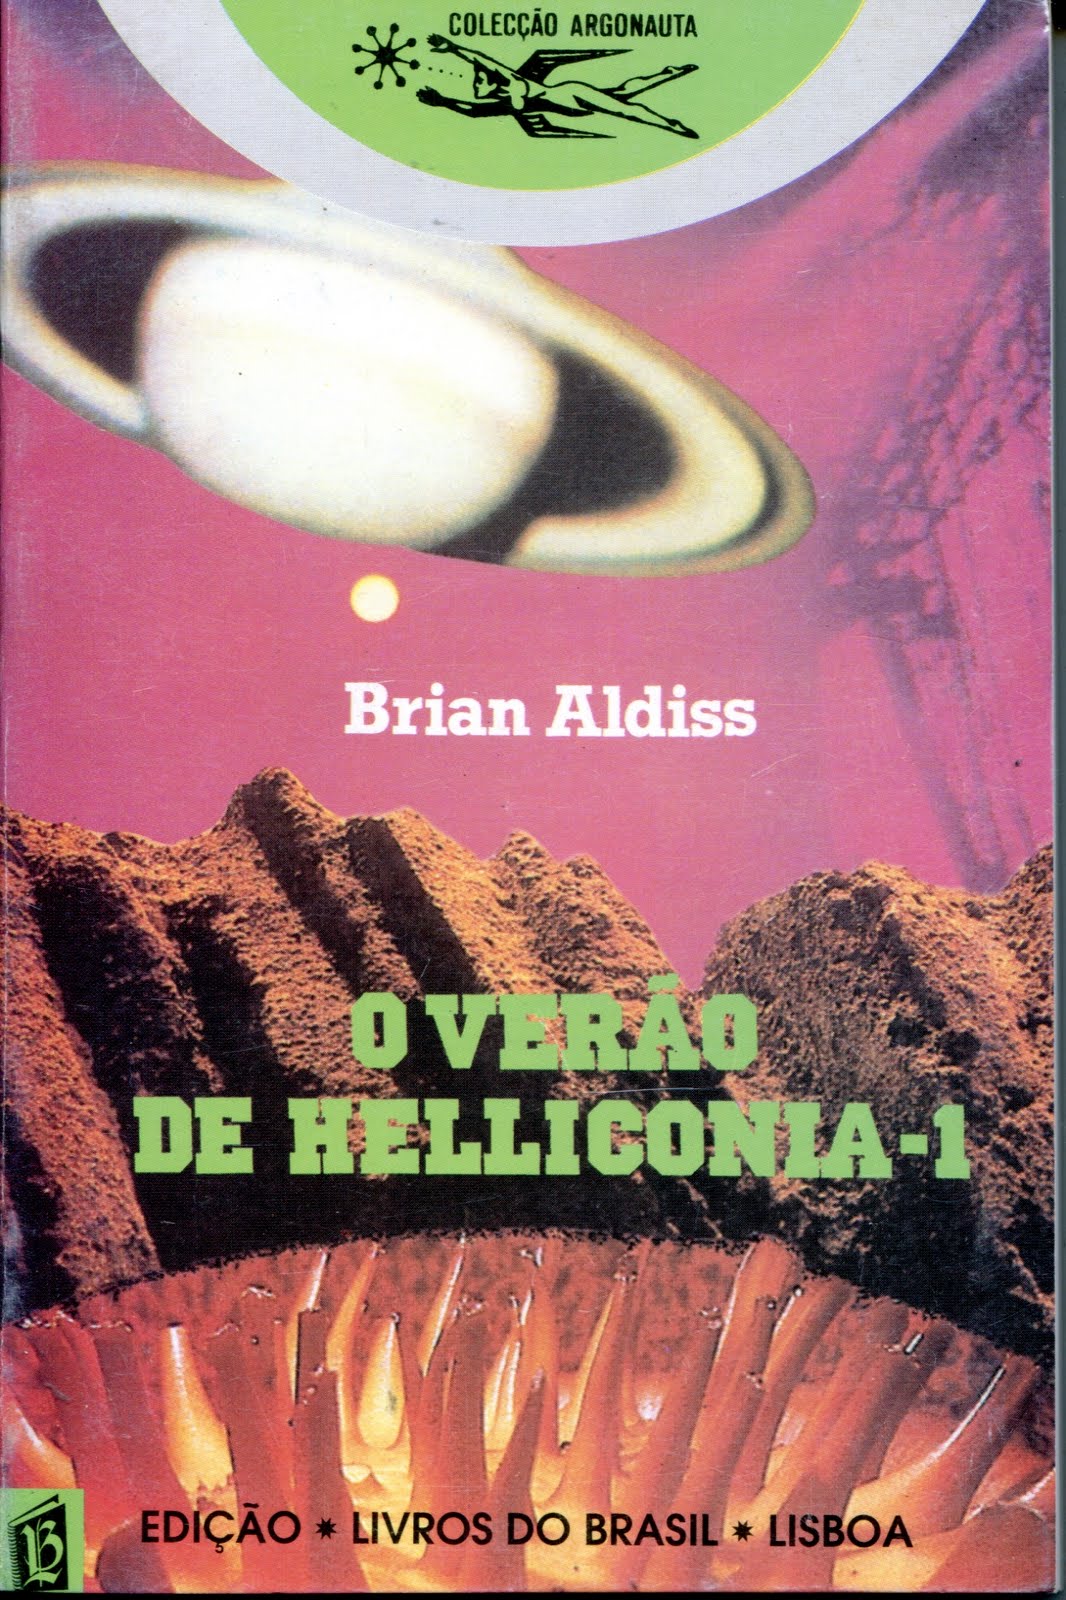 COLECÇÃO ARGONAUTA
Brian Aldiss
O VERÃO
DE HELLICONIA-1
EDIÇÃO * LIVROS DO BRASIL * LISBOA
B